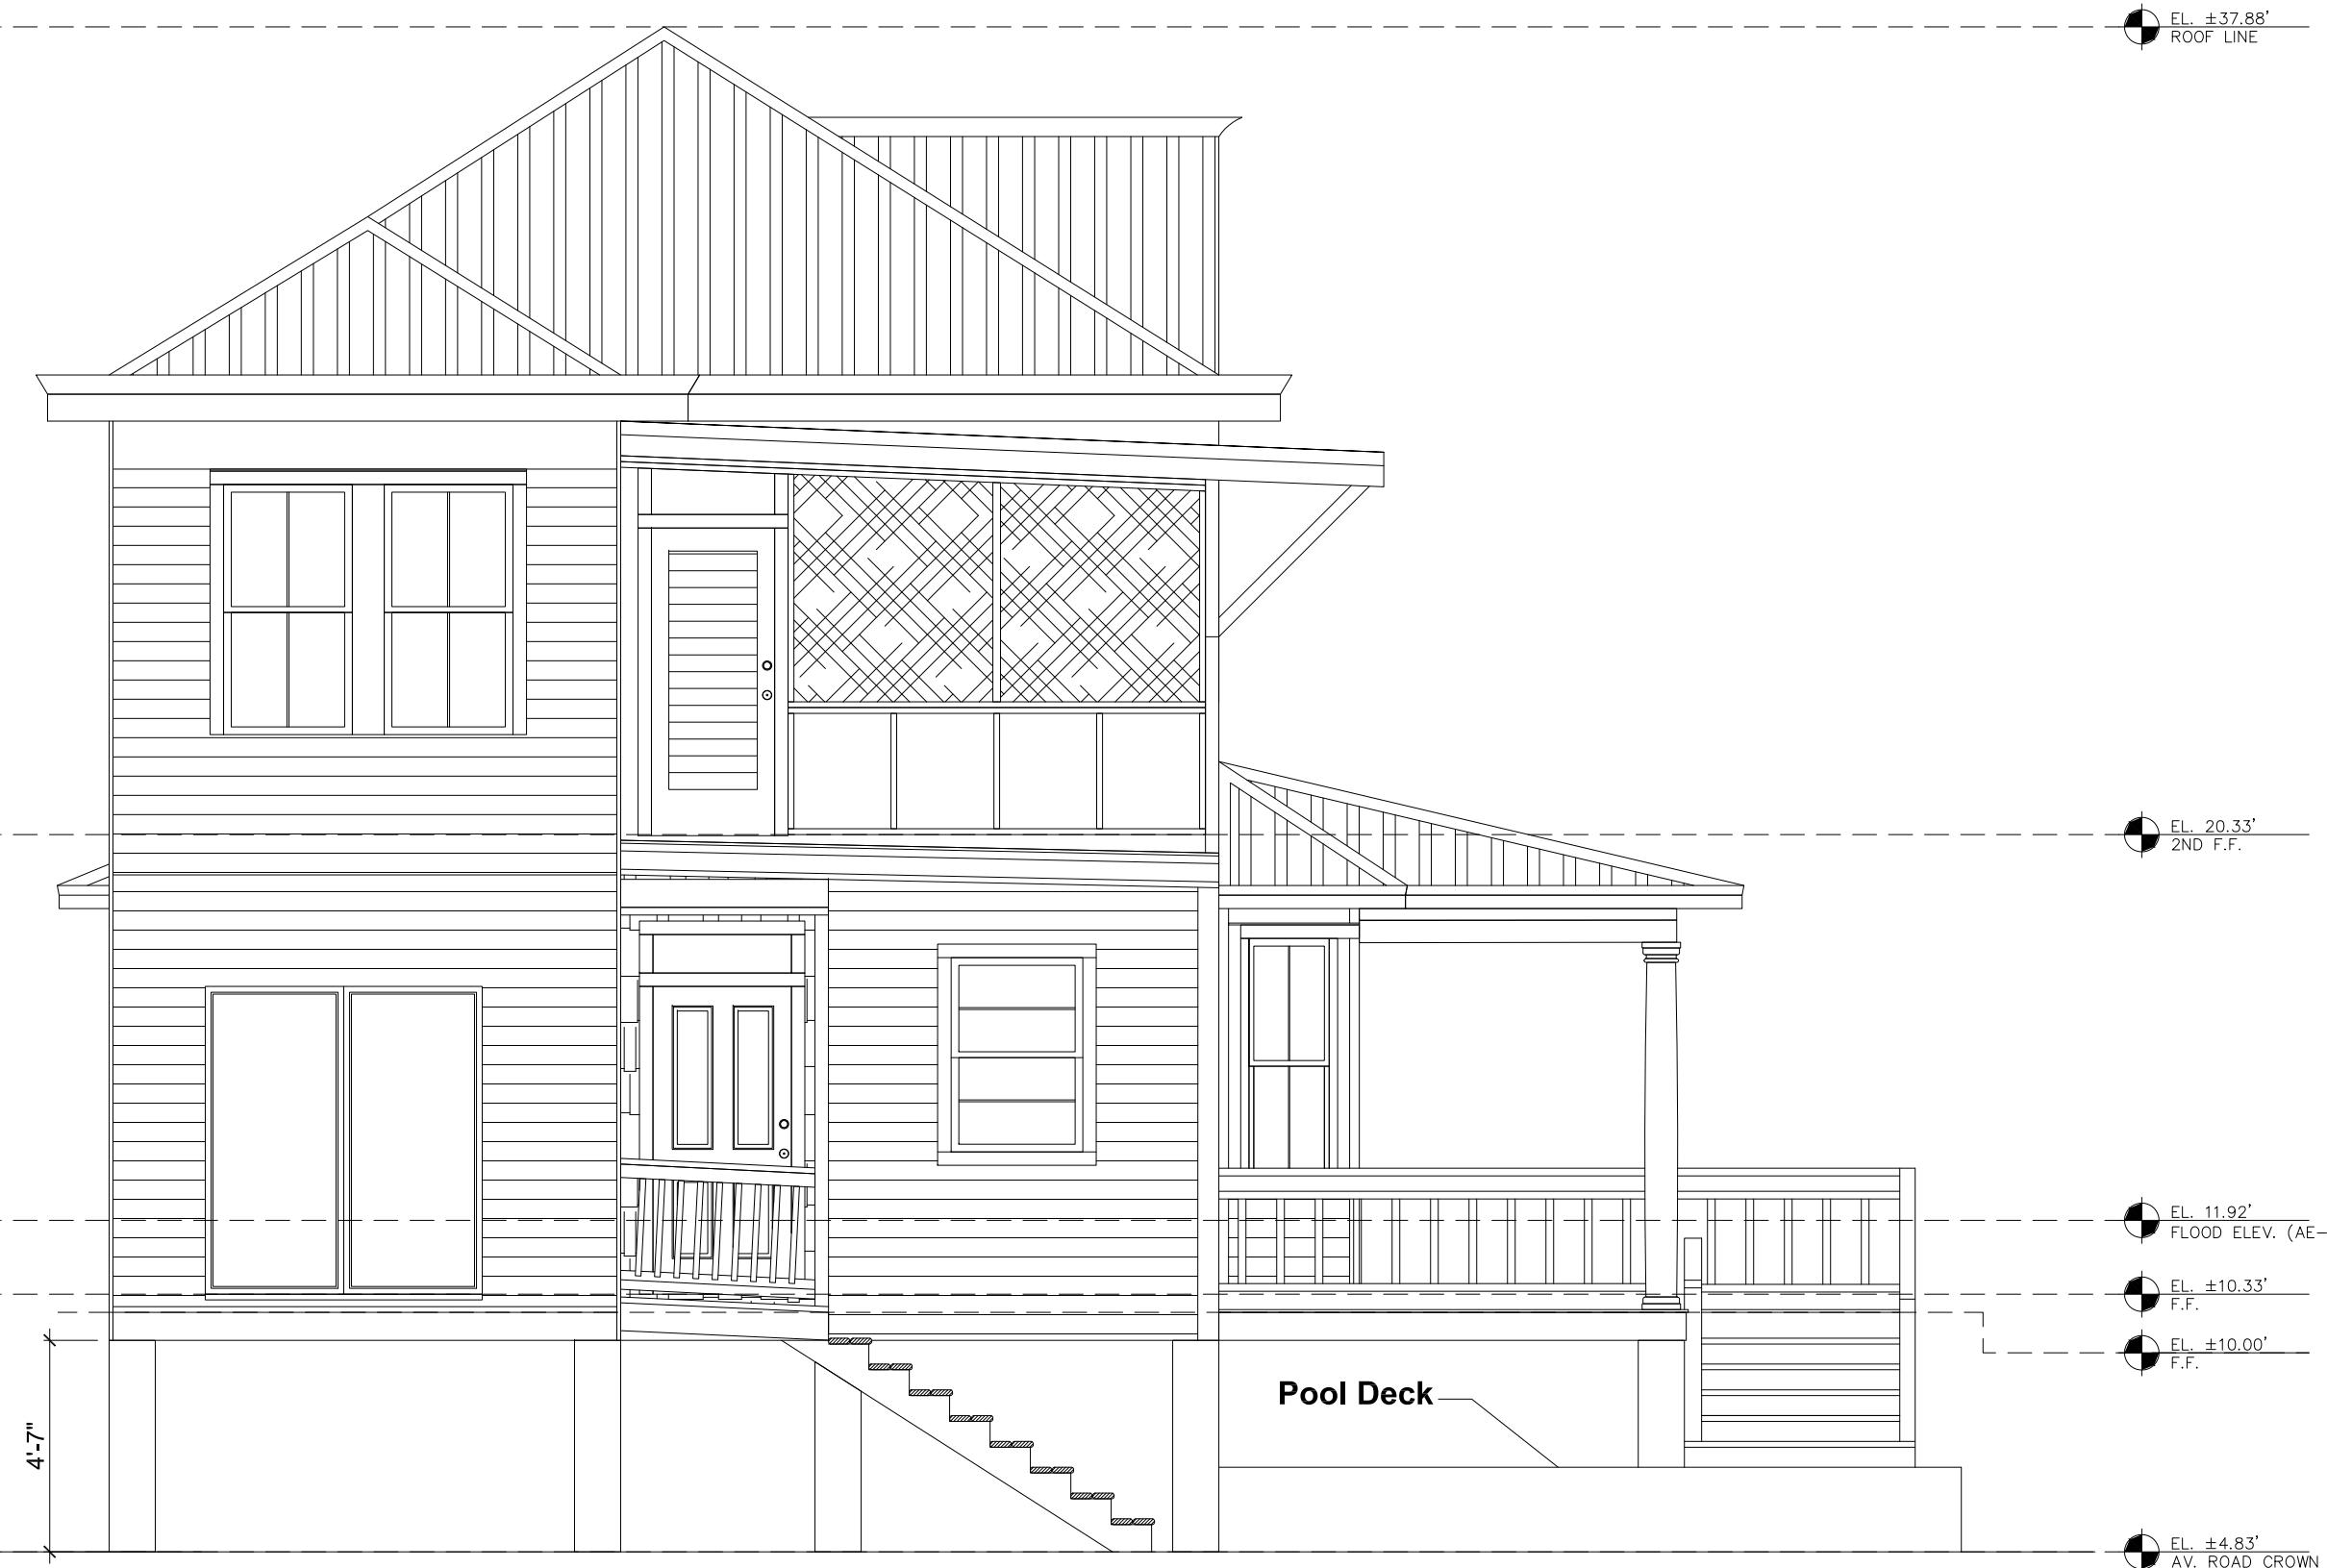 EL. ±37.88'
ROOF LINE
EL. 20.33'
2ND F.F.
EL. 11.92'
FLOOD ELEV. (AE-
EL. ±10.33'
F.F.
EL. ±10.00'
F.F.
Pool Deck
4'-7"
EL. ±4.83'
AV. ROAD CROWN